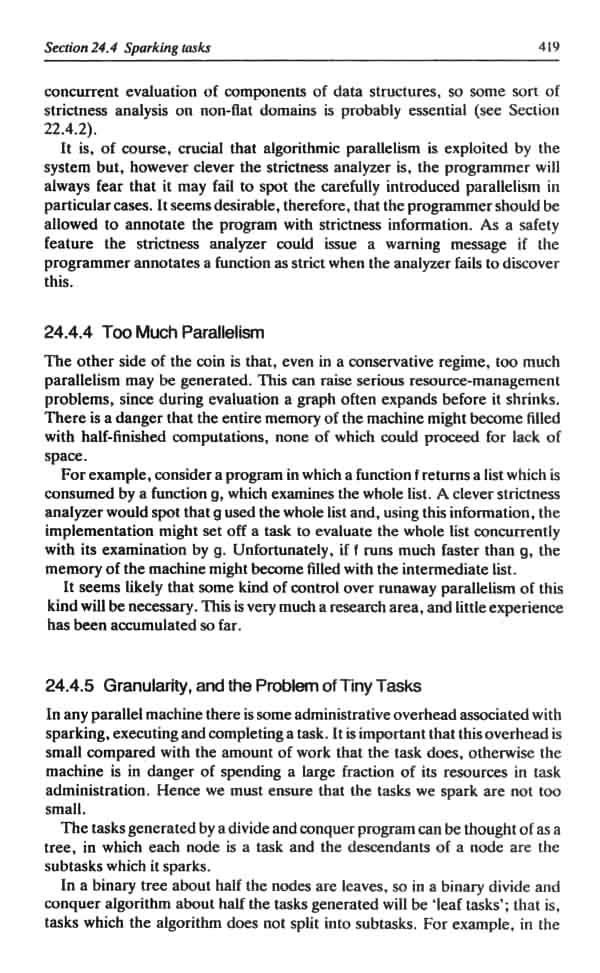 Section 24.4 Sparking tasks 419
concurrent evaluation of components of data structures, so some sort of
strictness analysis on non-flat domains is probably essential (see Section
22.4.2).
It is, of course, crucial that algorithmic parallelism is exploited by the
system but, however clever the strictness analyzer is, the programmer will
always fear that it may fail to spot the carefully introduced parallelism in
particular cases. It seems desirable, therefore, that the programmer should be
allowed to annotate the program with strictness information. As a safety
feature the strictness analyzer could issue a warning message if the
programmer annotates a function as strict when the analyzer fails to discover
this.
24.4.4 Too Much Parallelism
The other side of the coin is that, even in a conservative regime, too much
parallelism may be generated. This can raise serious resource-management
problems, since during evaluation a graph often expands before it shrinks.
There is a danger that the entire memory of the machine might become filled
with half-finished computations, none of which could proceed for lack of
space.
For example, consider a program in which a function f returns a list which is
consumed by a function g, which examines the whole list. A clever strictness
analyzer would spot that g used the whole list and, using this information, the
implementation might set off a task to evaluate the whole list concurrently
with its examination by g. Unfortunately, if f runs much faster than g, the
memory of the machine might become filled with the intermediate list.
It seems likely that some kind of control over runaway parallelism of this
kind will be necessary. This is very much a research area, and little experience
has been accumulated so far.
24.4.5 Granularity, and the Problem of Tiny Tasks
In any parallel machine there is some administrative overhead associated with
sparking, executing and completing a task. It is important that this overhead is
small compared with the amount of work that the task does, otherwise the
machine is in danger of spending a large fraction of its resources in task
administration. Hence we must ensure that the tasks we spark are not too
small.
The tasks generated by a divide and conquer program can be thought of as a
tree, in which each node is a task and the descendants of a node are the
subtasks which it sparks.
In a binary tree about half the nodes are leaves, so in a binary divide and
conquer algorithm about half the tasks generated will be 'leaf tasks'; that is,
tasks which the algorithm does not split into subtasks. For example, in the